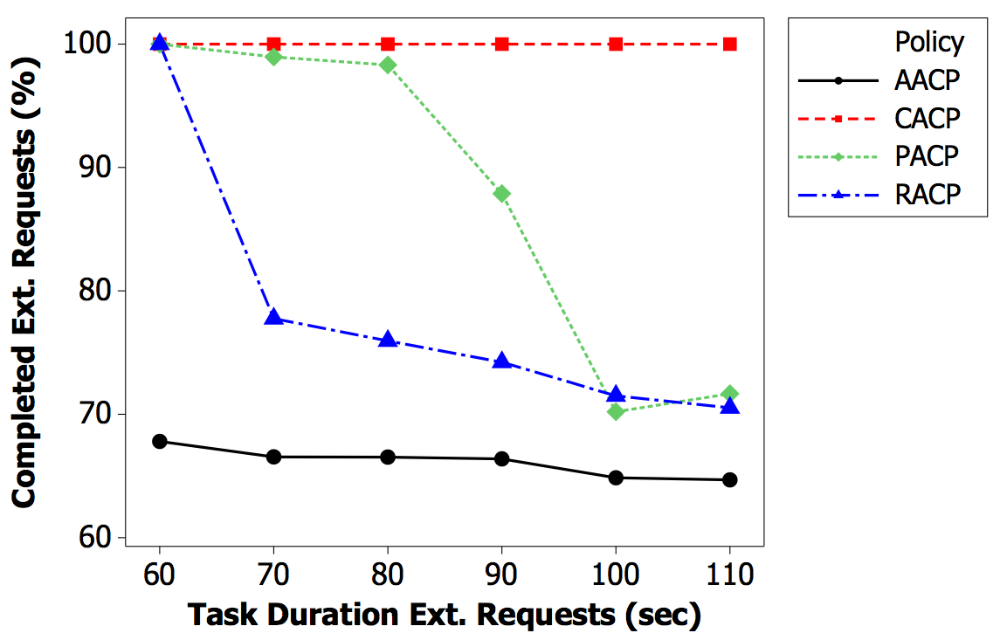 Completed Ext. Requests (%)
100
90
80
70
60
60 70 80 90 100 110
Task Duration Ext. Requests (sec)
Policy
AACP
CACP
PACP
RACP